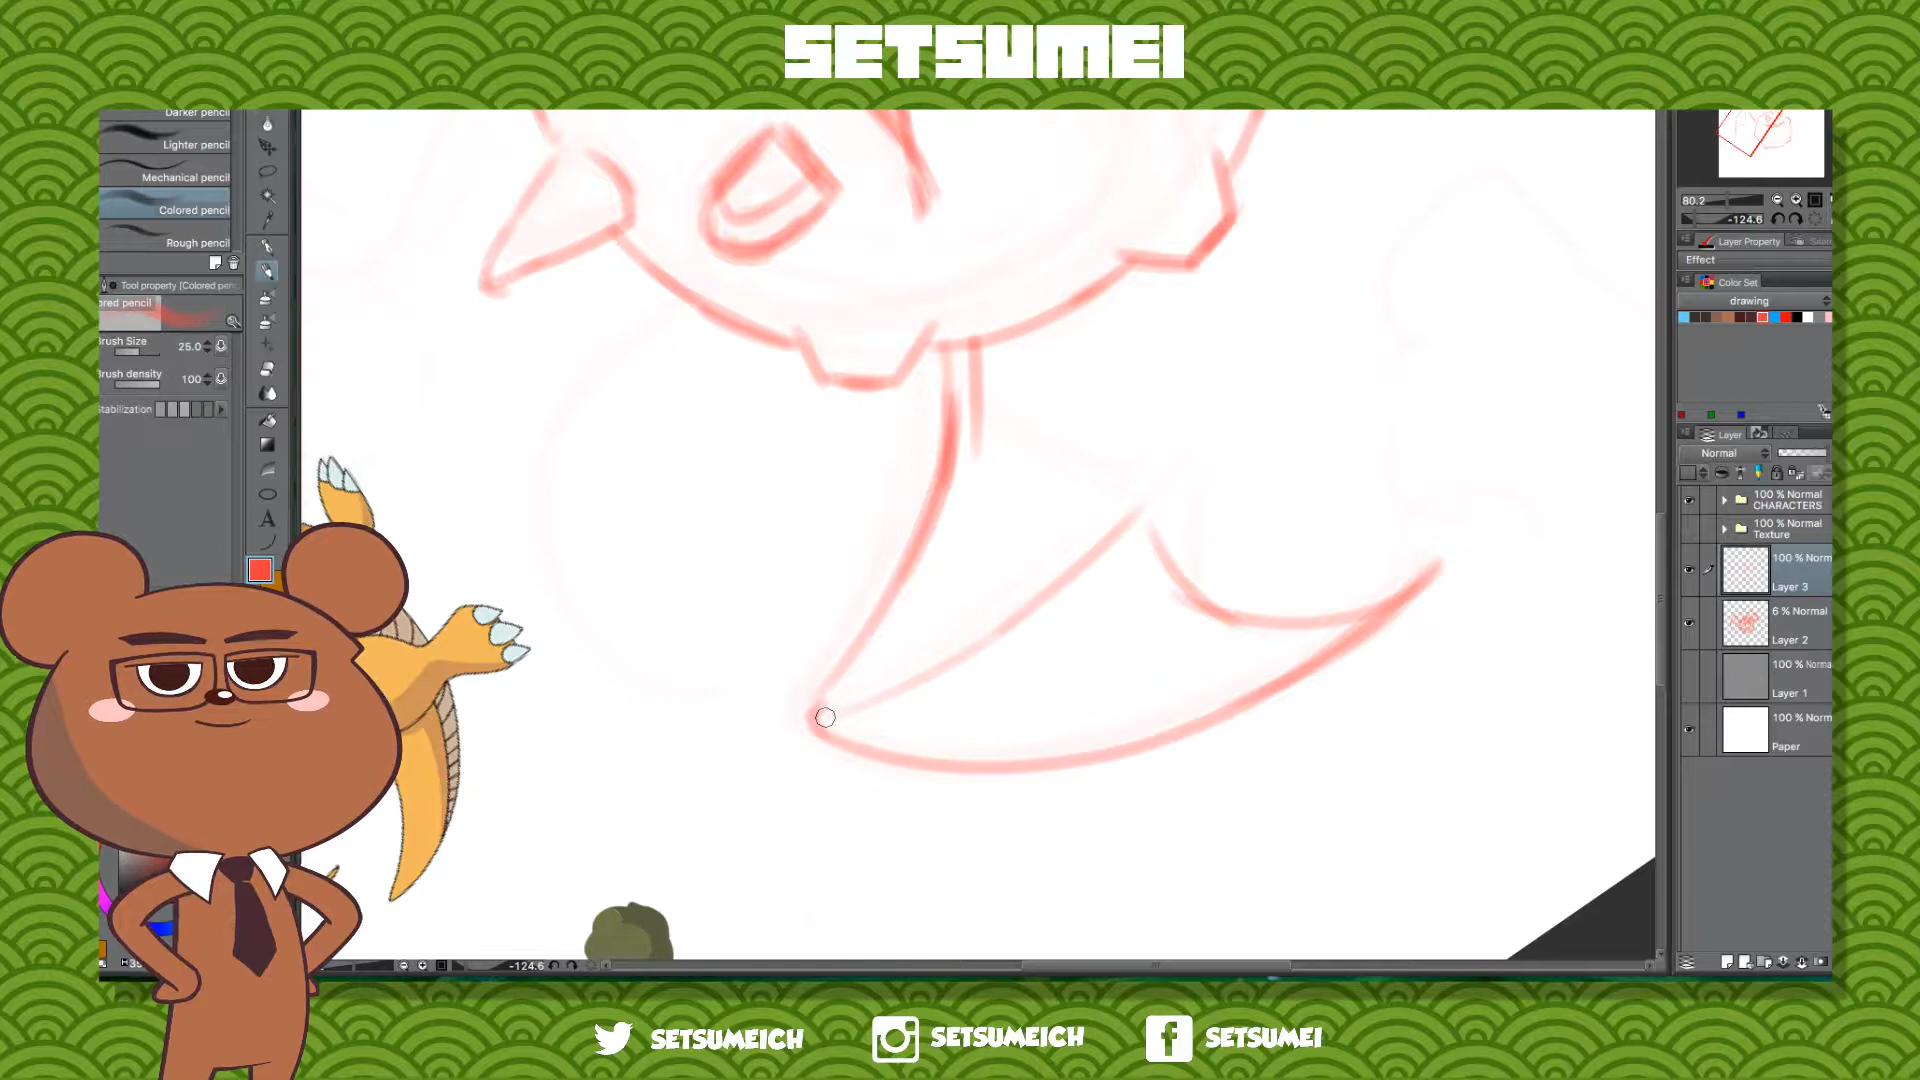 SETSUMEI
Darker pencil
Lighter pencil
Mechanical pencil
Colored pencil
Rough pencil
Tool property [Colored penc
ored pencil
Brush Size
25.0
Brush density
100
Stabilization
A
-124.6
80.2
-124.6
Layer Property
Sear
Effect
Color Set
drawing
Layer
Normal
100 % Normal
CHARACTERS
100 % Normal
Texture
100 % Norm
Layer 3
6 % Normal
Layer 2
100 % Norma
Layer 1
100 % Norm
Paper
SETSUMEICH
SETSUMEICH
SETSUMEI